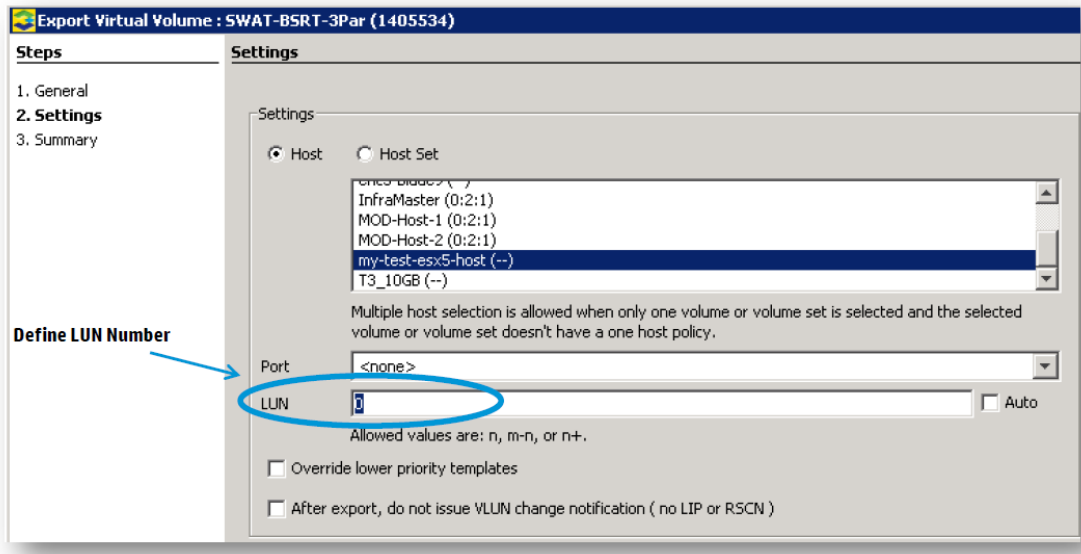 Export Virtual Volume : SWAT-BSRT-3Par (1405534)
Steps
Settings
1. General
2. Settings
3. Summary
Settings
Host
Host Set
InfraMaster (0:2:1)
MOD-Host-1 (0:2:1)
MOD-Host-2 (0:2:1)
my-test-esx5-host (--)
T3_10GB (--)
Multiple host selection is allowed when only one volume or volume set is selected and the selected
volume or volume set doesn't have a one host policy.
Define LUN Number
Port
<none>
LUN
0
Auto
Allowed values are: n, m-n, or n+.
Override lower priority templates
After export, do not issue VLUN change notification ( no LIP or RSCN )